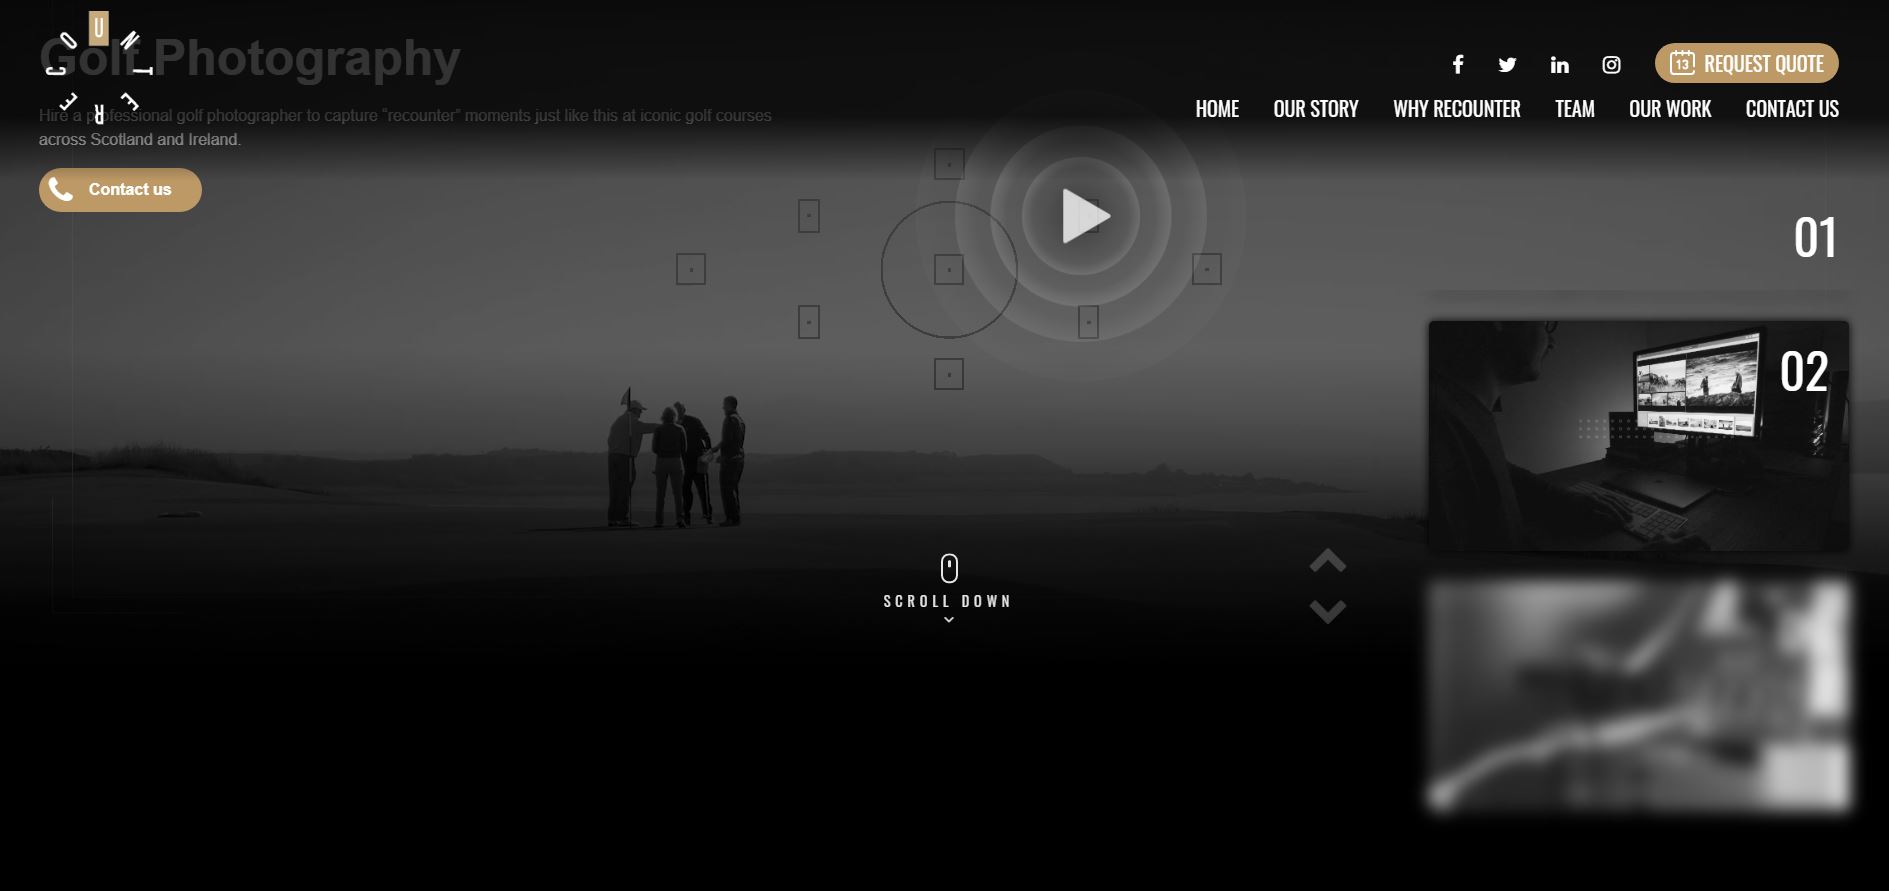 RECOUNTER
Golf Photography
Hire a professional golf photographer to capture "recounter" moments just like this at iconic golf courses
across Scotland and Ireland.
Contact us
13 REQUEST QUOTE
HOME OUR STORY WHY RECOUNTER TEAM OUR WORK CONTACT US
01
02
SCROLL DOWN